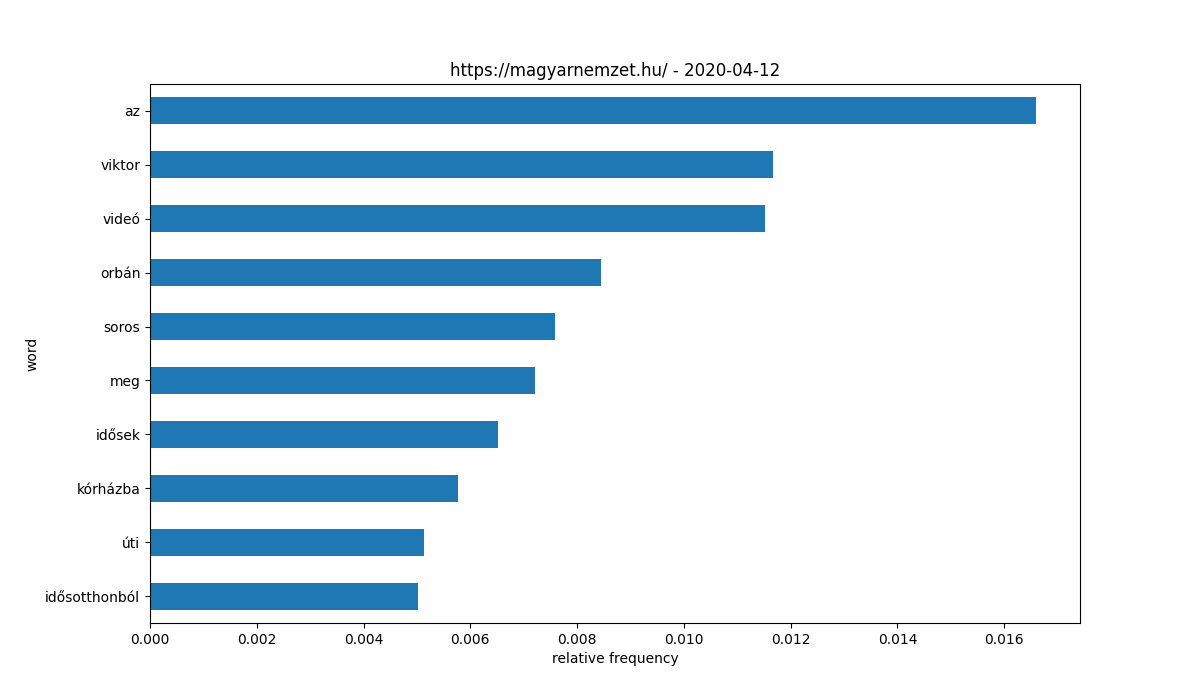 https://magyarnemzet.hu/ - 2020-04-12
az
viktor
videó
orbán
soros
meg
idősek
kórházba
úti
idősotthonból
word
0.000 0.002 0.004 0.006 0.008 0.010 0.012 0.014 0.016
relative frequency